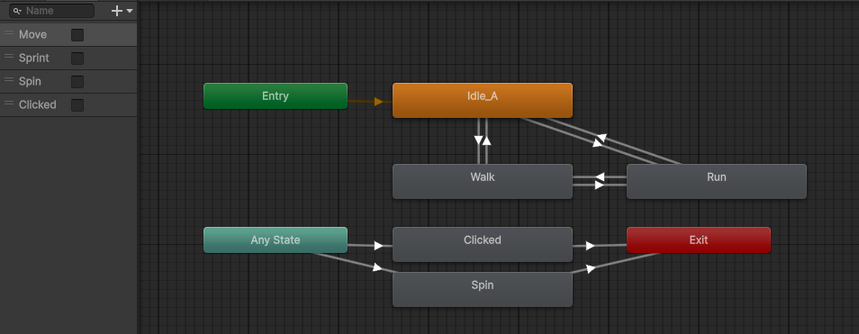 Name
Move
Sprint
Spin
Clicked
Entry
Idle_A
Walk
Run
Any State
Clicked
Exit
Spin